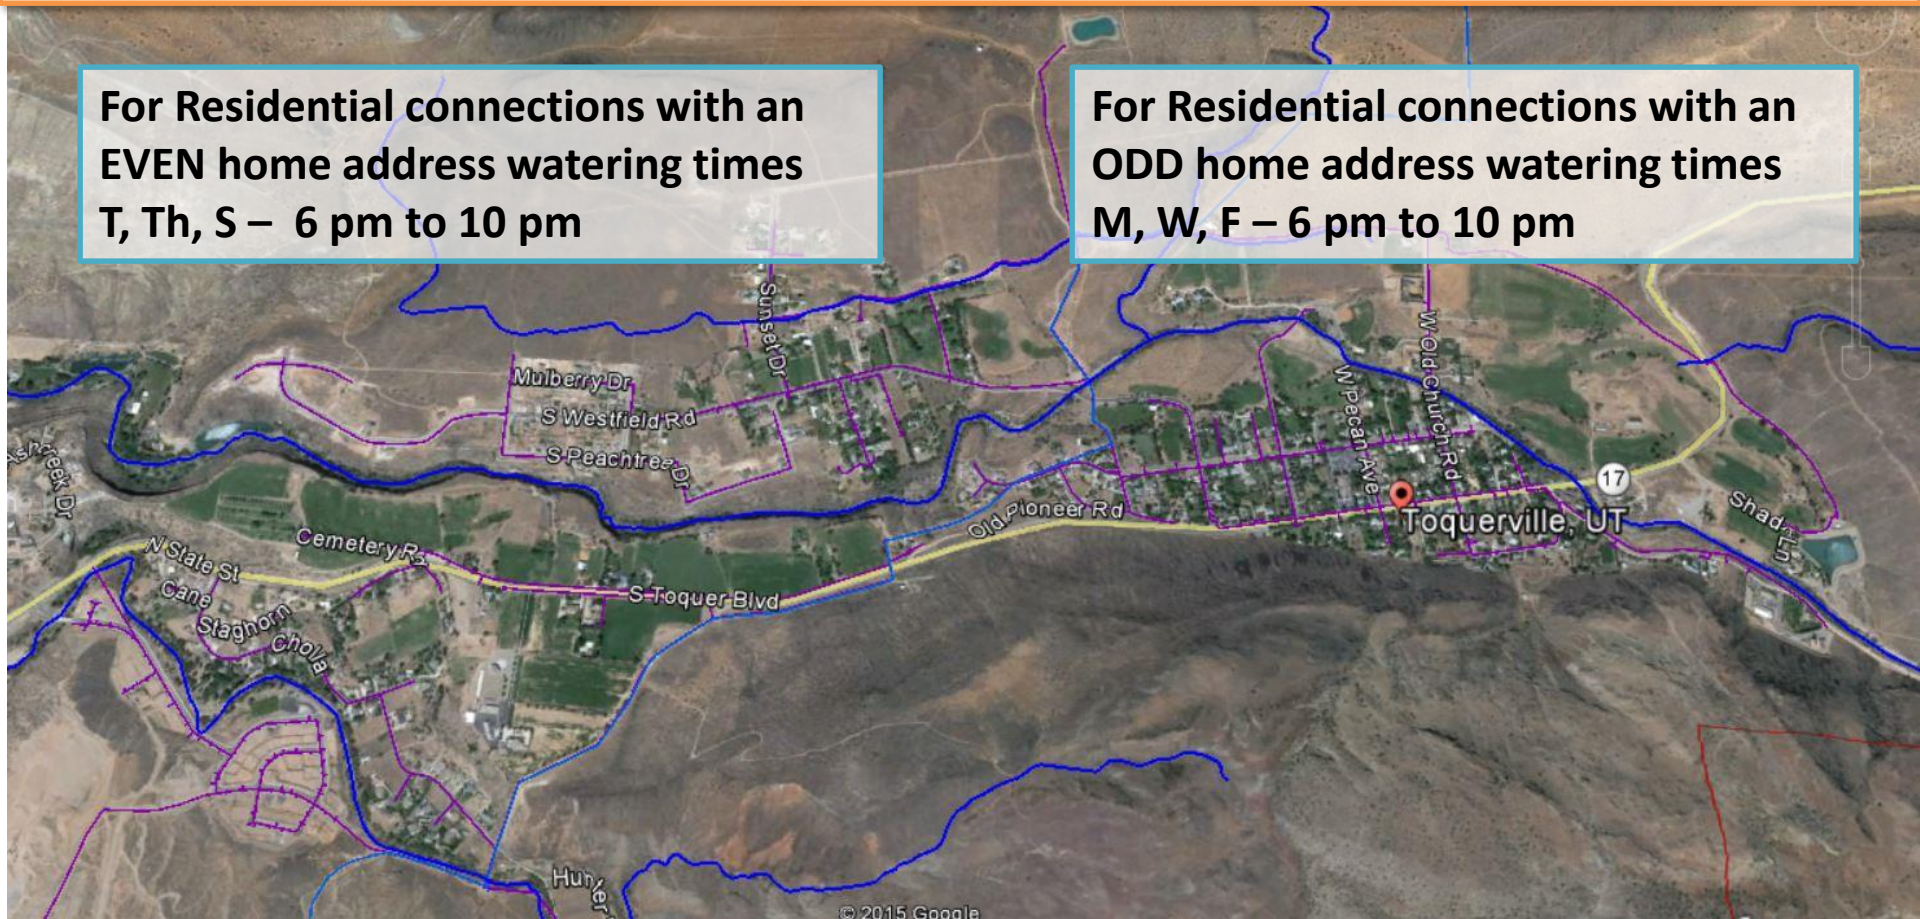 For Residential connections with an
EVEN home address watering times
T, Th, S – 6 pm to 10 pm
For Residential connections with an
ODD home address watering times
M, W, F – 6 pm to 10 pm
Sunset Dr
Mulberry Dr
S Westfield Rd
S Peachtree Dr
W Pecan Ave
W Old Church Rd
17
Toquerville, UT
Old Pioneer Rd
Cemetery Rd
N State St
Cane
Staghorn
Cholla
S Toquer Blvd
Hunter
© 2015 Google